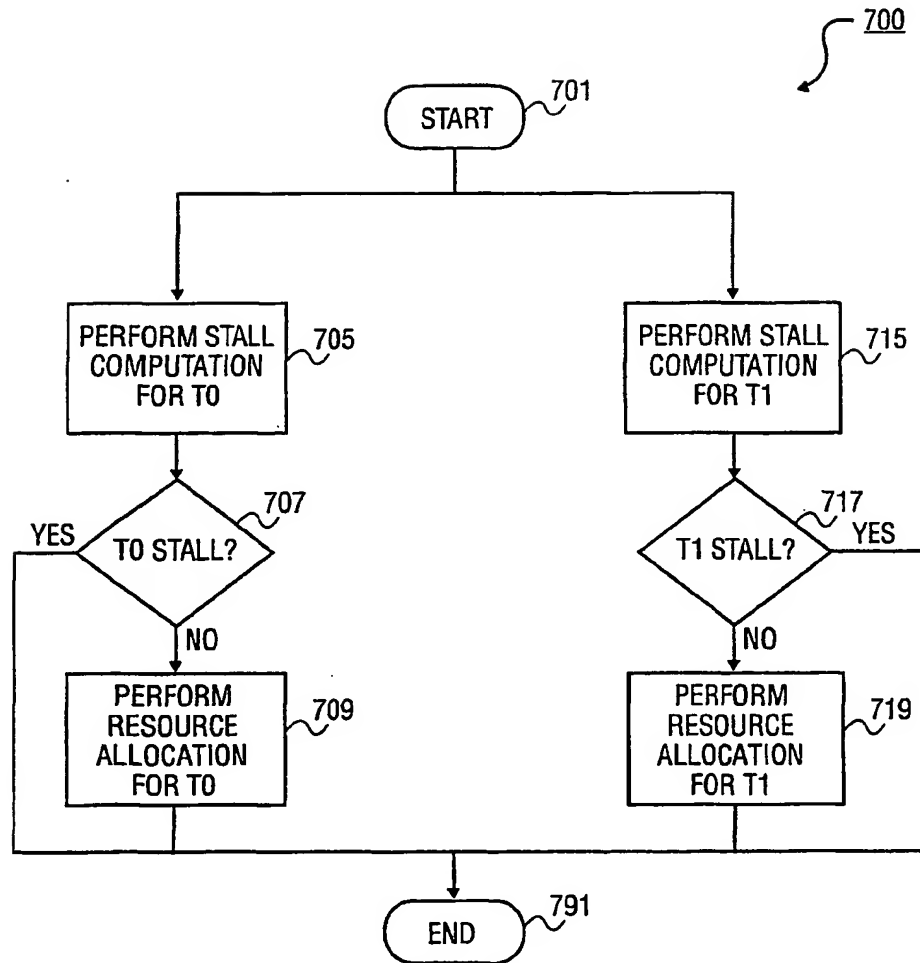 700
701
START
PERFORM STALL
COMPUTATION
FOR T0
705
PERFORM STALL
COMPUTATION
FOR T1
715
707
YES
T0 STALL?
NO
717
T1 STALL?
YES
NO
PERFORM
RESOURCE
ALLOCATION
FOR T0
709
PERFORM
RESOURCE
ALLOCATION
FOR T1
719
791
END